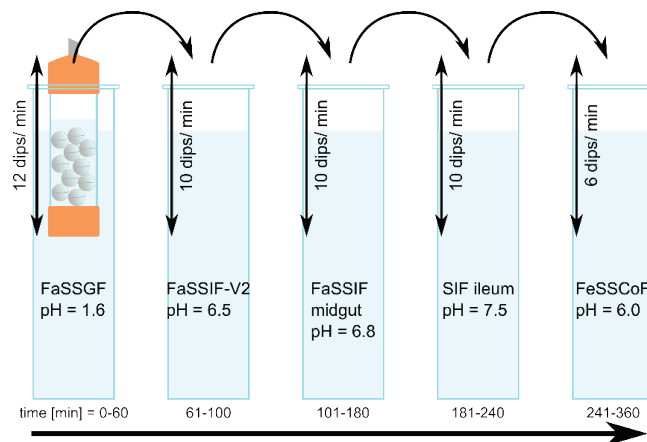 12 dips/ min
10 dips/ min
10 dips/ min
10 dips/ min
6 dips/ min
FaSSGF
pH = 1.6
FaSSIF-V2
pH = 6.5
FaSSIF
midgut
pH = 6.8
SIF ileum
pH = 7.5
FeSSCoF
pH = 6.0
time [min] = 0-60
61-100
101-180
181-240
241-360